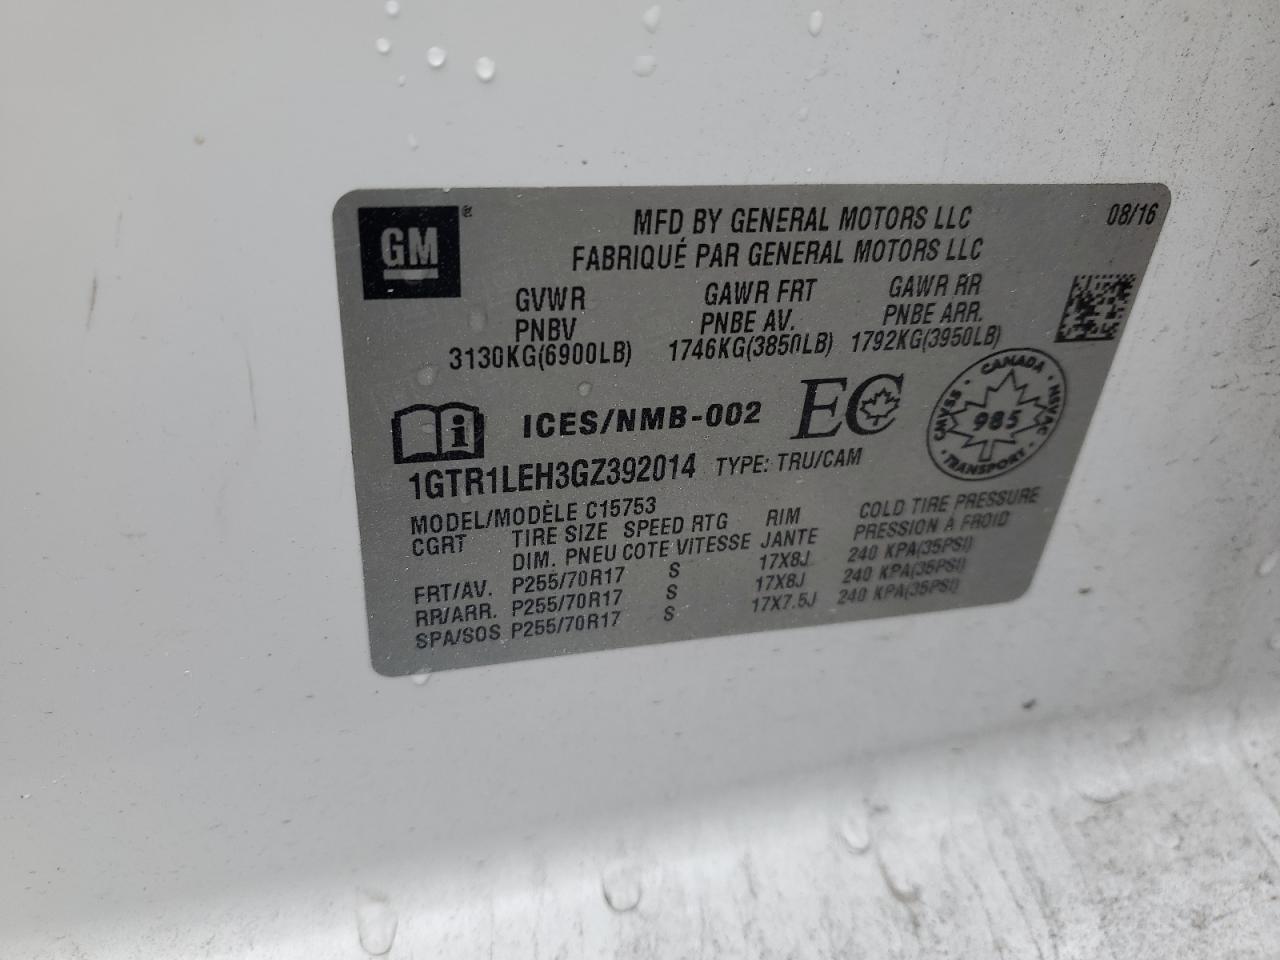 GM®
MFD BY GENERAL MOTORS LLC 08/16
FABRIQUÉ PAR GENERAL MOTORS LLC
GVWR GAWR FRT GAWR RR
PNBV PNBE AV. PNBE ARR.
3130KG(6900LB) 1746KG(3850LB) 1792KG(3950LB)
ICES/NMB-002 EC
CANADA
CMVSS 985 NSVAC
TRANSPORT
1GTR1LEH3GZ392014 TYPE: TRU/CAM
MODEL/MODÈLE C15753
CGRT TIRE SIZE SPEED RTG RIM COLD TIRE PRESSURE
DIM. PNEU COTE VITESSE JANTE PRESSION A FROID
FRT/AV. P255/70R17 S 17X8J 240 KPA(35PSI)
RR/ARR. P255/70R17 S 17X8J 240 KPA(35PSI)
SPA/SOS P255/70R17 S 17X7.5J 240 KPA(35PSI)